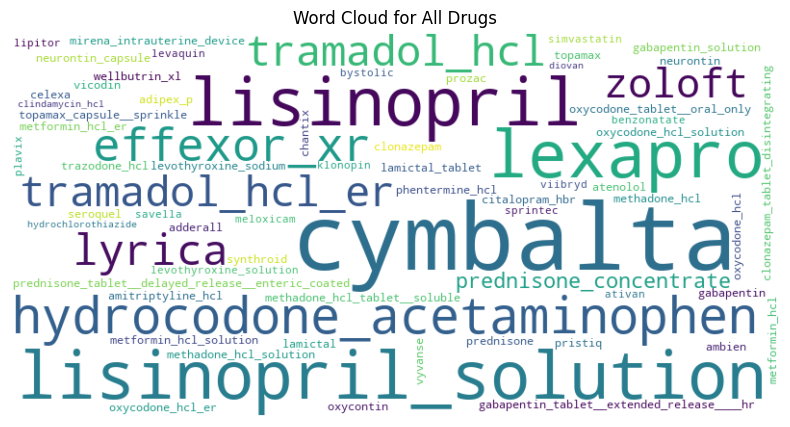 Word Cloud for All Drugs
lipitor
mirena_intrauterine_device
tramadol_hcl
simvastatin
gabapentin_solution
neurontin_capsule
levaquin
topamax
neurontin
diovan
wellbutrin_xl
bystolic
prozac
zoloft
vicodin
lisinopril
celexa
adipex_p
clindamycin_hcl
oxycodone_tablet__oral_only
topamax_capsule__sprinkle
benzonatate
metformin_hcl_er
effexor_xr
chantix
clonazepam
lexapro
oxycodone_hcl_solution
clonazepam_tablet_disintegrating
plavix
trazodone_hcl
levothyroxine_sodium
klonopin
lamictal_tablet
tramadol_hcl_er
phentermine_hcl
viibryd
atenolol
citalopram_hbr
methadone_hcl
seroquel
savella
meloxicam
sprintec
oxycodone_hcl
hydrochlorothiazide
adderall
cymbalta
lyrica
synthroid
levothyroxine_solution
prednisone_tablet__delayed_release__enteric_coated
prednisone_concentrate
amitriptyline_hcl
methadone_hcl_tablet__soluble
ativan
gabapentin
hydrocodone_acetaminophen
metformin_hcl
metformin_hcl_solution
lamictal
prednisone
pristiq
ambien
methadone_hcl_solution
vyvanse
lisinopril_solution
oxycodone_hcl_er
oxycontin
gabapentin_tablet__extended_release____hr